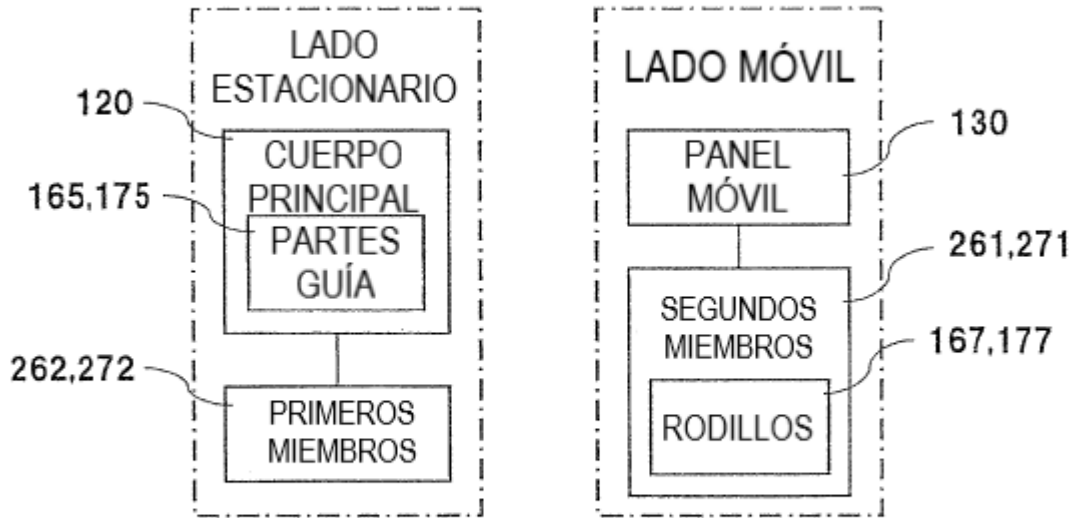 LADO
ESTACIONARIO
120
CUERPO
PRINCIPAL
165,175
PARTES
GUÍA
262,272
PRIMEROS
MIEMBROS
LADO MÓVIL
130
PANEL
MÓVIL
261,271
SEGUNDOS
MIEMBROS
167,177
RODILLOS